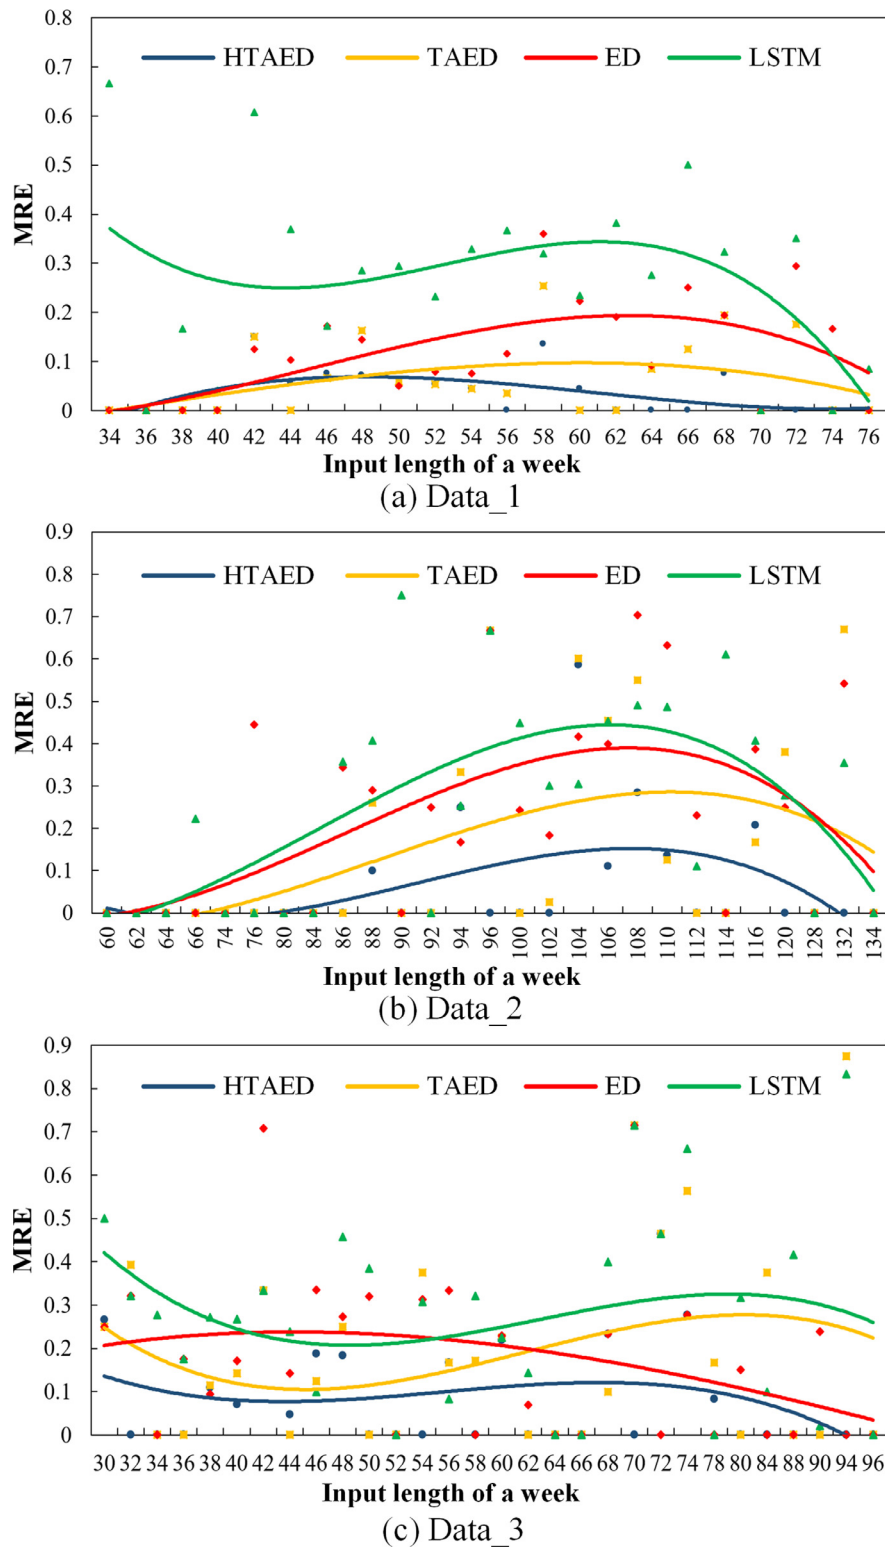 0.8
0.7
0.6
0.5
0.4
0.3
0.2
0.1
0
MRE
HTAED TAED ED LSTM
34 36 38 40 42 44 46 48 50 52 54 56 58 60 62 64 66 68 70 72 74 76
Input length of a week
(a) Data_1
0.9
0.8
0.7
0.6
0.5
0.4
0.3
0.2
0.1
0
MRE
HTAED TAED ED LSTM
60 62 64 66 74 76 80 84 86 88 90 92 94 96 100 102 104 106 108 110 112 114 116 120 128 132 134
Input length of a week
(b) Data_2
0.9
0.8
0.7
0.6
0.5
0.4
0.3
0.2
0.1
0
MRE
HTAED TAED ED LSTM
30 32 34 36 38 40 42 44 46 48 50 52 54 56 58 60 62 64 66 68 70 72 74 78 80 84 88 90 94 96
Input length of a week
(c) Data_3